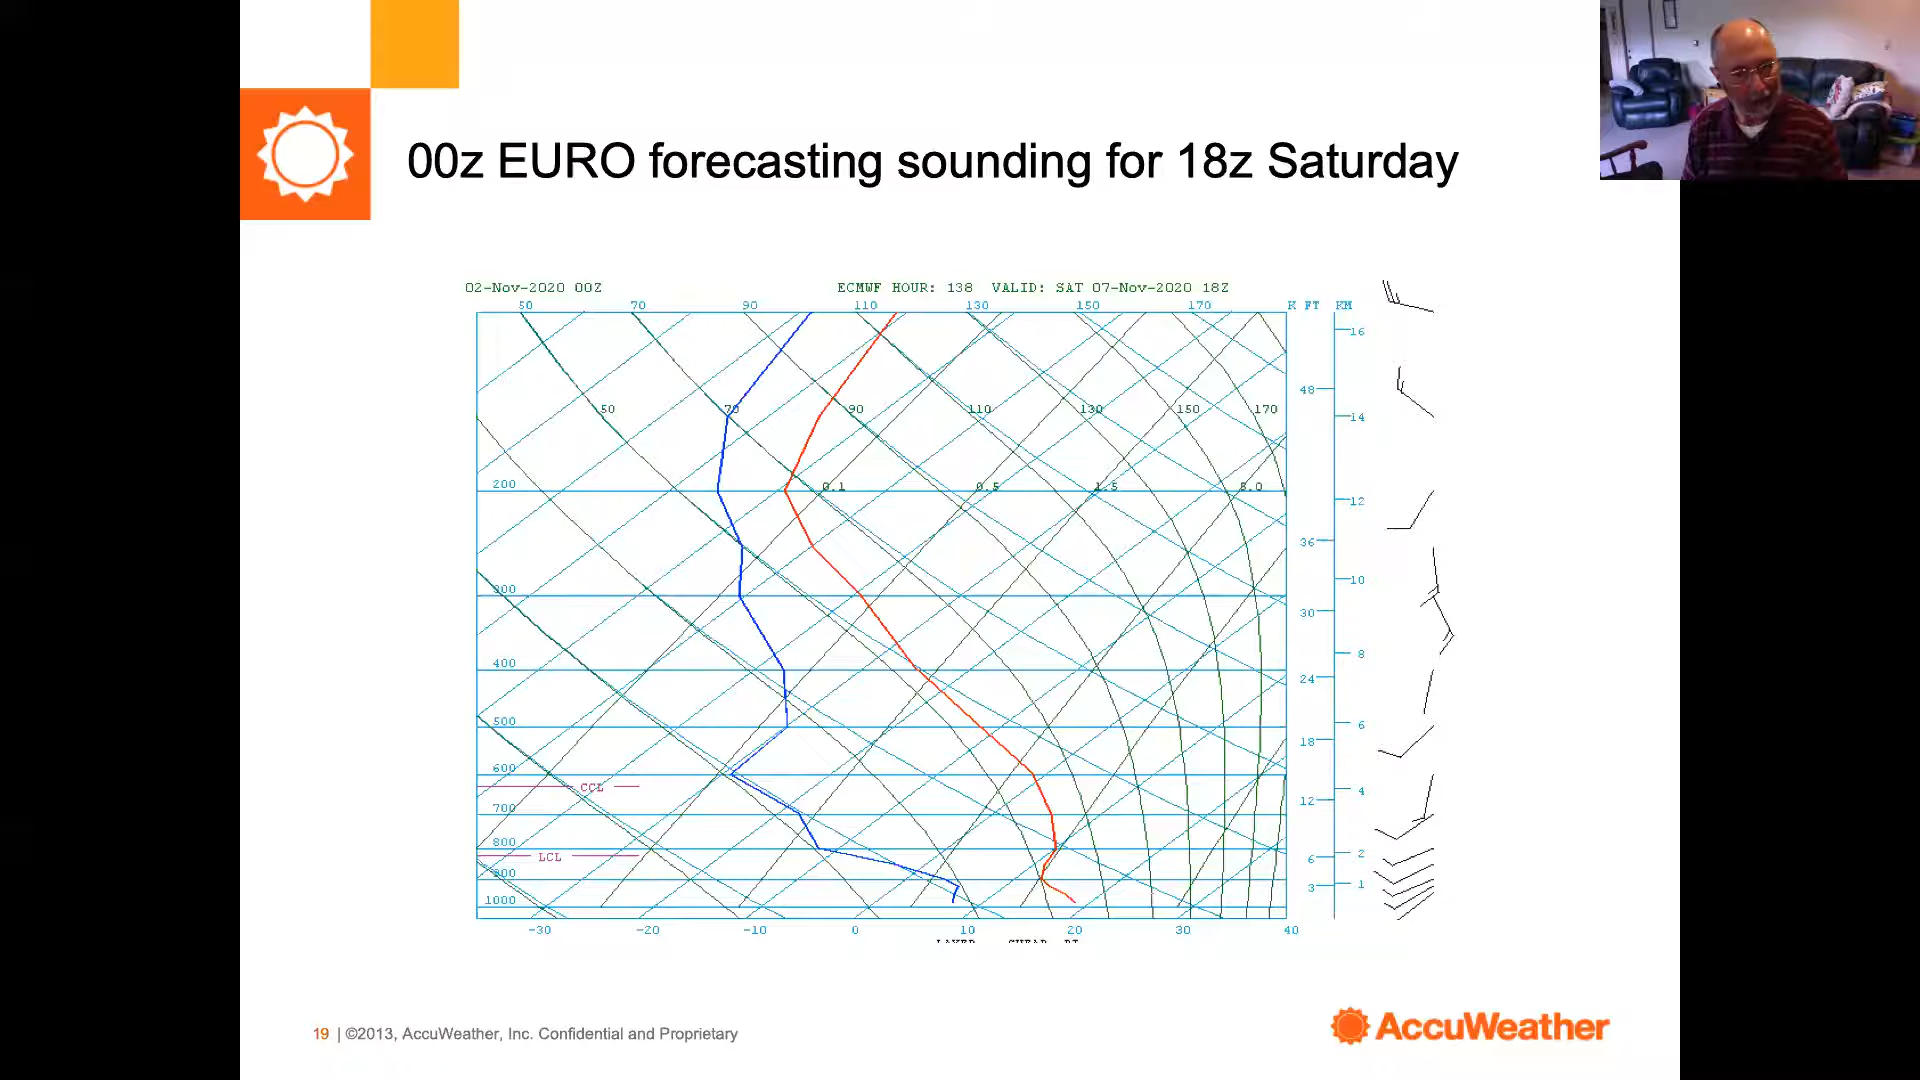 00z EURO forecasting sounding for 18z Saturday
02-Nov-2020 00Z ECMWF HOUR: 138 VALID: SAT 07-Nov-2020 18Z
50 70 90 110 130 150 170 K FT KM
16
48
50 70 90 110 130 150 170
14
200 0.1 0.5 1.5
12
36
300
10
30
400
8
24
500
6
18
600
CCL
4
700
12
800
2
LCL
6
900
3
1
1000
-30 -20 -10 0 10 20 30 40
19 | ©2013, AccuWeather, Inc. Confidential and Proprietary
AccuWeather